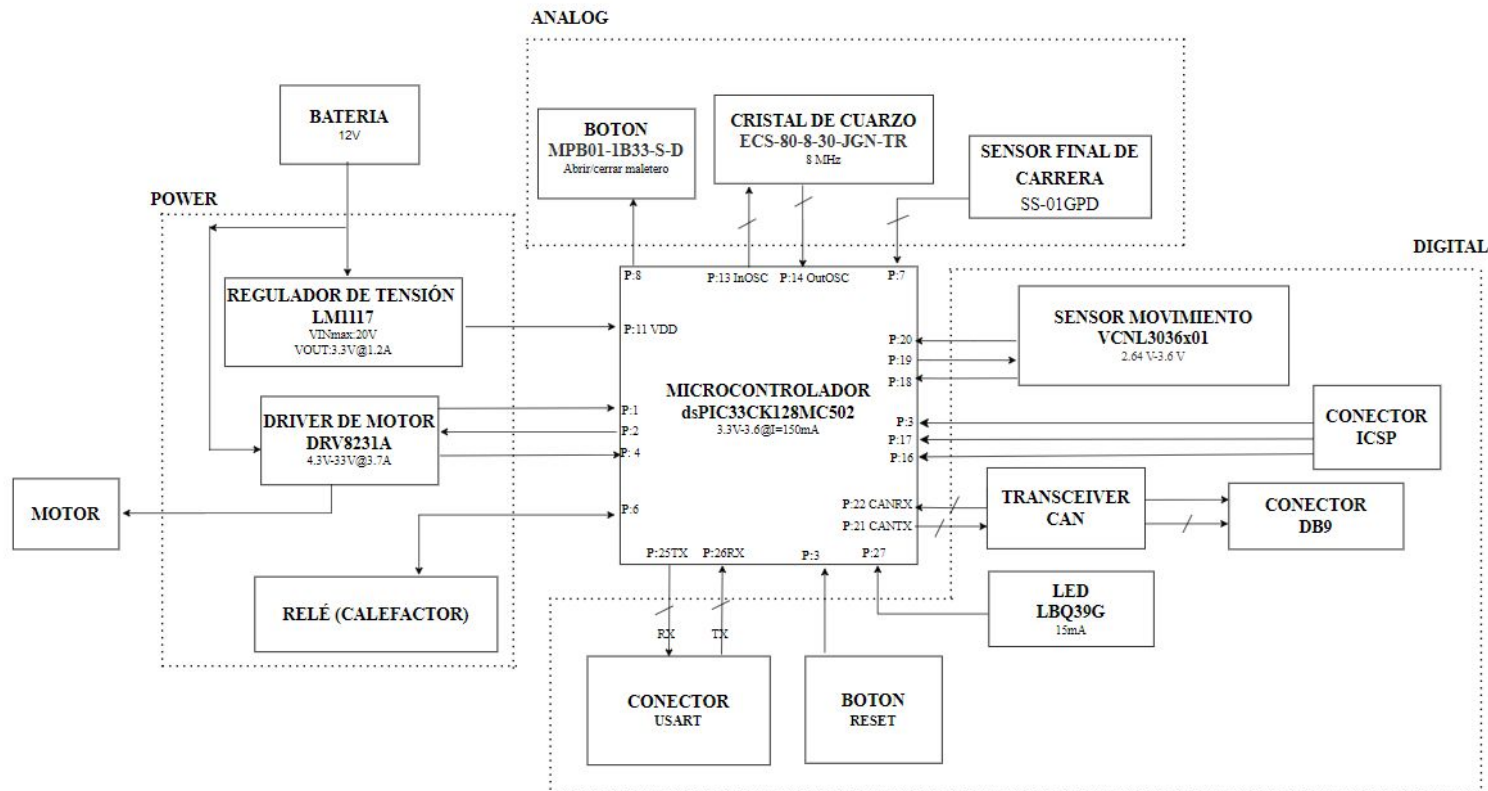 ANALOG
BATERIA
12V
BOTON
MPB01-1B33-S-D
Abrir/cerrar maletero
CRISTAL DE CUARZO
ECS-80-8-30-JGN-TR
8 MHz
SENSOR FINAL DE
CARRERA
SS-01GPD
POWER
DIGITAL
REGULADOR DE TENSIÓN
LM1117
VINmax:20V
VOUT:3.3V@1.2A
P:8
P:13 InOSC
P:14 OutOSC
P:7
P:11 VDD
SENSOR MOVIMIENTO
VCNL3036x01
2.64 V-3.6 V
P:20
P:19
P:18
MICROCONTROLADOR
dsPIC33CK128MC502
3.3V-3.6@I=150mA
DRIVER DE MOTOR
DRV8231A
4.3V-33V@3.7A
P:1
P:2
P: 4
P:3
P:17
P:16
CONECTOR
ICSP
MOTOR
P:6
P:22 CANRX
P:21 CANTX
TRANSCEIVER
CAN
CONECTOR
DB9
P:25TX
P:26RX
P:3
P:27
RELÉ (CALEFACTOR)
LED
LBQ39G
15mA
RX
TX
CONECTOR
USART
BOTON
RESET